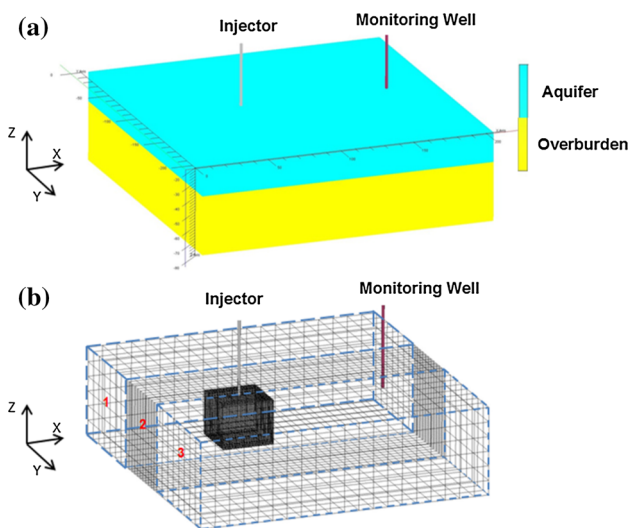 (a)
Injector
Monitoring Well
Aquifer
Overburden
Z
X
Y
(b)
Injector
Monitoring Well
Z
X
Y
1
2
3